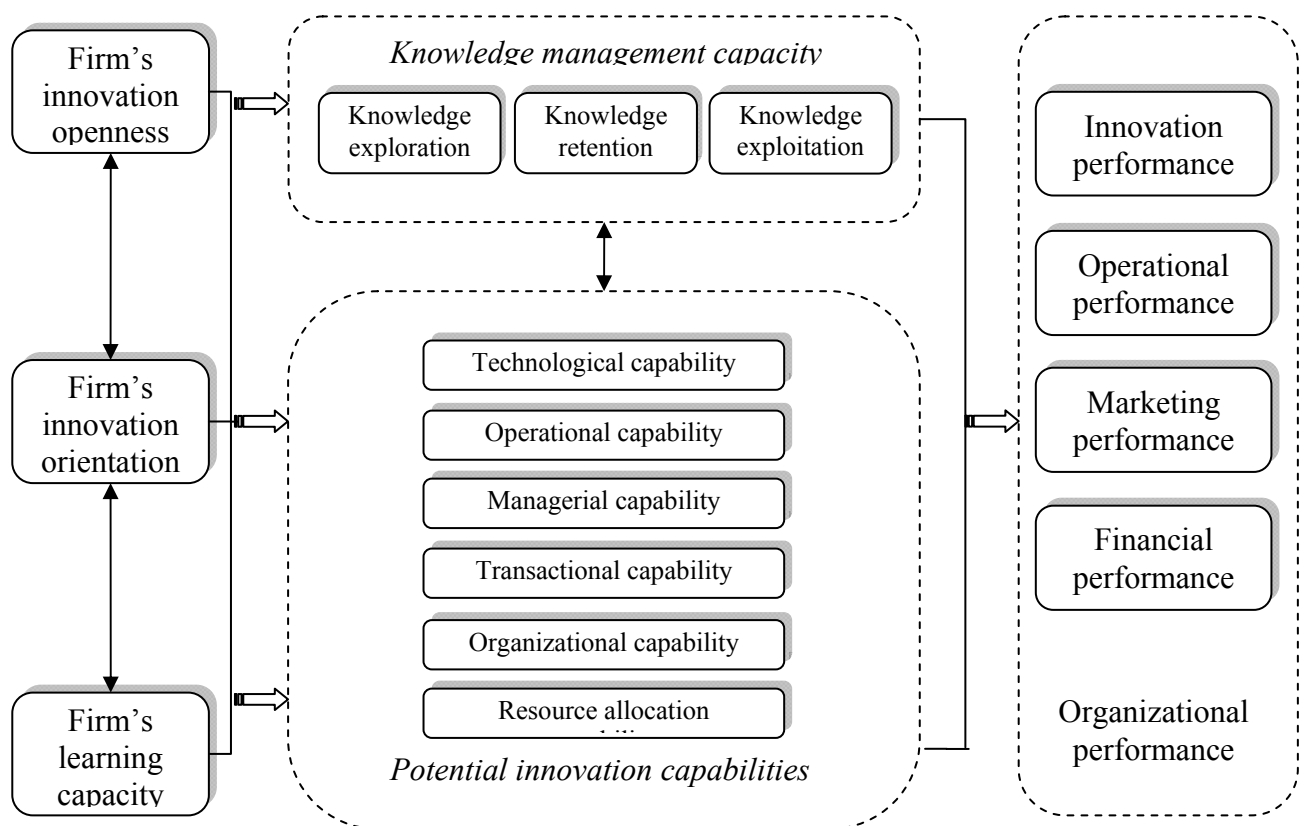 Firm's
innovation
openness
Knowledge management capacity
Knowledge
exploration
Knowledge
retention
Knowledge
exploitation
Firm's
innovation
orientation
Firm's
learning
capacity
Technological capability
Operational capability
Managerial capability
Transactional capability
Organizational capability
Resource allocation
Potential innovation capabilities
Innovation
performance
Operational
performance
Marketing
performance
Financial
performance
Organizational
performance